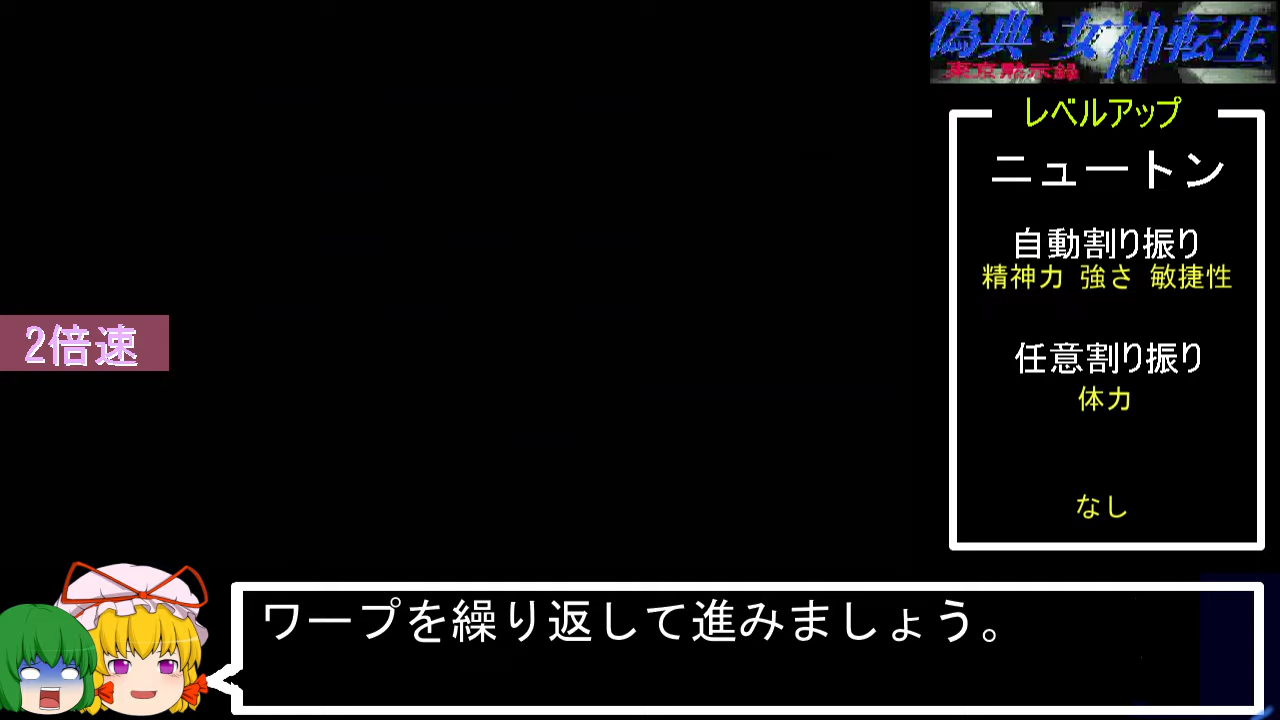 偽典・女神転生
東京黙示録
レベルアップ
ニュートン
自動割り振り
精神力 強さ 敏捷性
2倍速
任意割り振り
体力
なし
ワープを繰り返して進みましょう。